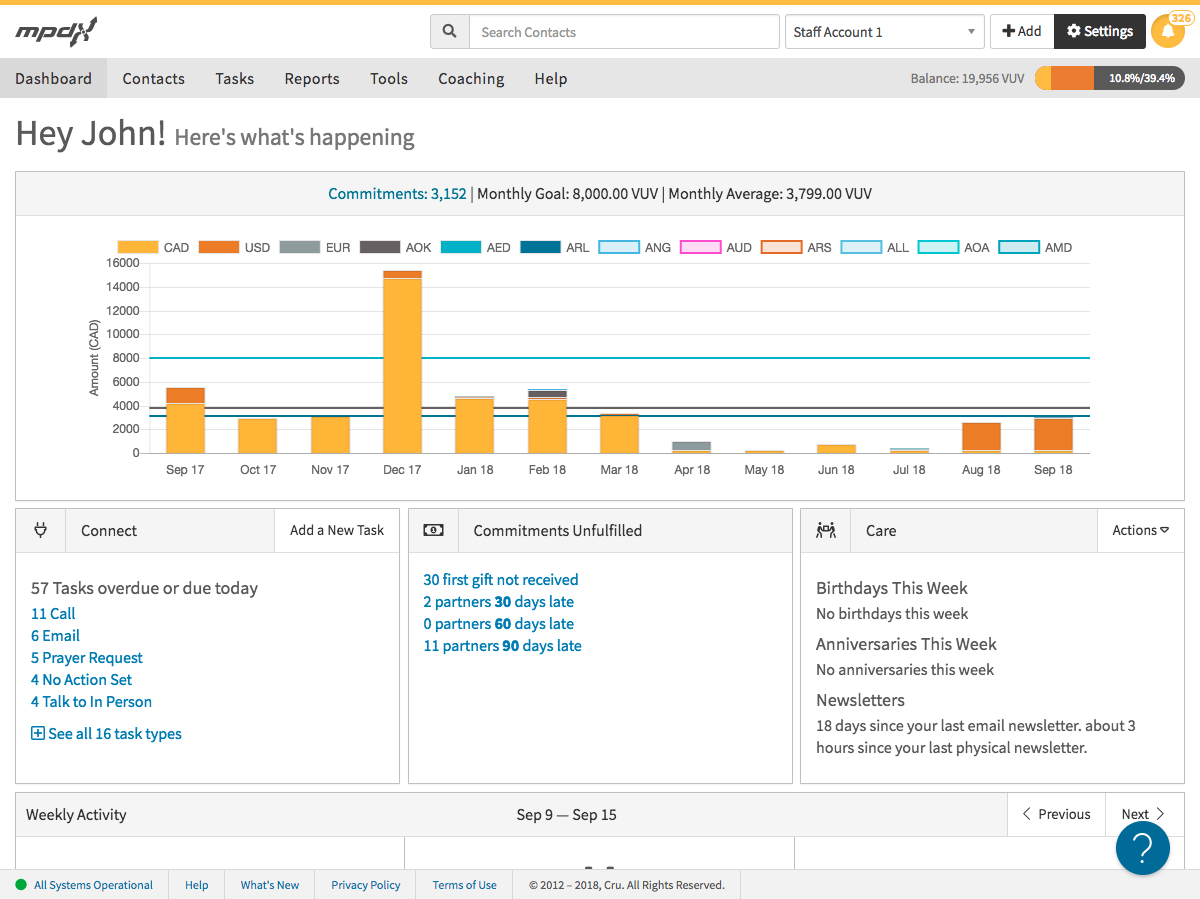 mpdx
Search Contacts
Staff Account 1
Add
Settings
326
Dashboard Contacts Tasks Reports Tools Coaching Help
Balance: 19,956 VUV
10.8%/39.4%
Hey John! Here's what's happening
Commitments: 3,152 | Monthly Goal: 8,000.00 VUV | Monthly Average: 3,799.00 VUV
CAD USD EUR AOK AED ARL ANG AUD ARS ALL AOA AMD
Amount (CAD)
16000
14000
12000
10000
8000
6000
4000
2000
0
Sep 17 Oct 17 Nov 17 Dec 17 Jan 18 Feb 18 Mar 18 Apr 18 May 18 Jun 18 Jul 18 Aug 18 Sep 18
Connect
Add a New Task
57 Tasks overdue or due today
11 Call
6 Email
5 Prayer Request
4 No Action Set
4 Talk to In Person
See all 16 task types
Commitments Unfulfilled
30 first gift not received
2 partners 30 days late
0 partners 60 days late
11 partners 90 days late
Care
Actions
Birthdays This Week
No birthdays this week
Anniversaries This Week
No anniversaries this week
Newsletters
18 days since your last email newsletter. about 3
hours since your last physical newsletter.
Weekly Activity
Sep 9 — Sep 15
Previous
Next
?
All Systems Operational
Help
What's New
Privacy Policy
Terms of Use
© 2012 – 2018, Cru. All Rights Reserved.